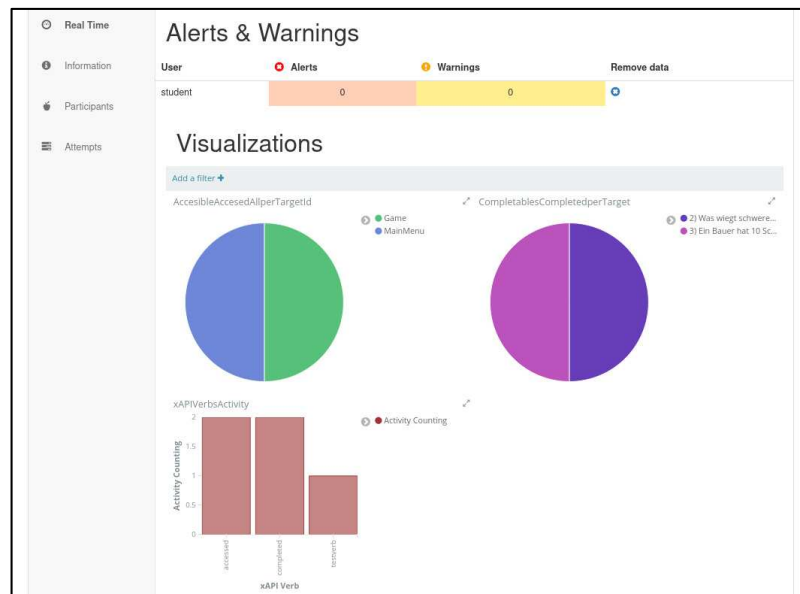 Real Time
Information
Participants
Attempts
Alerts & Warnings
User Alerts Warnings Remove data
student 0 0
Visualizations
Add a filter +
AccesibleAccesedAllperTargetId
Game
MainMenu
CompletablesCompletedperTarget
2) Was wiegt schwere...
3) Ein Bauer hat 10 Sc...
xAPIVerbsActivity
Activity Counting
2
1.5
1
0.5
0
Activity Counting
accessed
completed
testverb
xAPI Verb